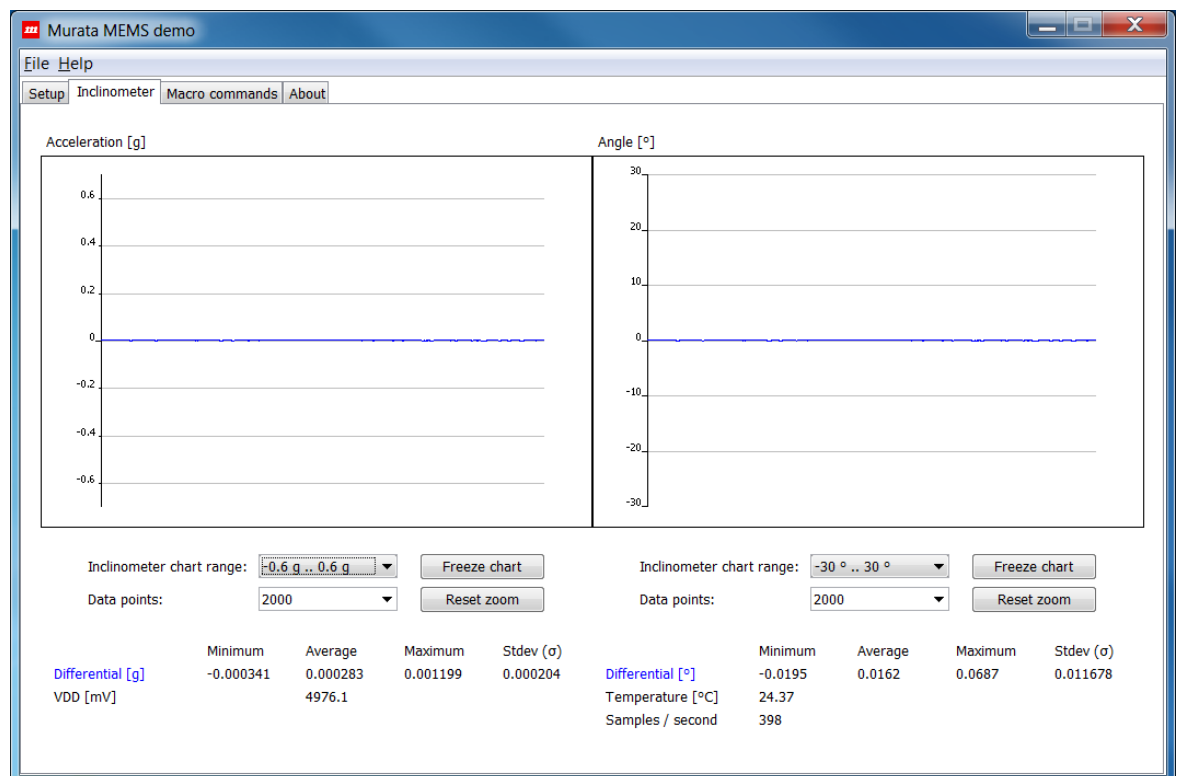 Murata MEMS demo
File Help
Setup Inclinometer Macro commands About
Acceleration [g]
0.6
0.4
0.2
0
-0.2
-0.4
-0.6
Angle [º]
30
20
10
0
-10
-20
-30
Inclinometer chart range: -0.6 g .. 0.6 g Freeze chart
Data points: 2000 Reset zoom
Inclinometer chart range: -30 º .. 30 º Freeze chart
Data points: 2000 Reset zoom
Minimum Average Maximum Stdev (σ)
Differential [g] -0.000341 0.000283 0.001199 0.000204
VDD [mV] 4976.1
Minimum Average Maximum Stdev (σ)
Differential [º] -0.0195 0.0162 0.0687 0.011678
Temperature [ºC] 24.37
Samples / second 398